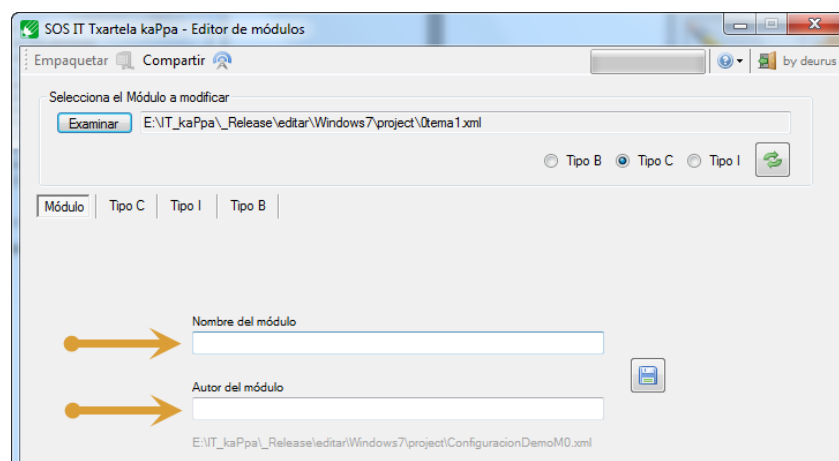 SOS IT Txartela kaPpa - Editor de módulos
Empaquetar Compartir by deurus
Selecciona el Módulo a modificar
Examinar E:\IT_kaPpa\_Release\editar\Windows7\project\0tema1.xml
Tipo B Tipo C Tipo I
Módulo Tipo C Tipo I Tipo B
Nombre del módulo
Autor del módulo
E:\IT_kaPpa\_Release\editar\Windows7\project\ConfiguracionDemoM0.xml